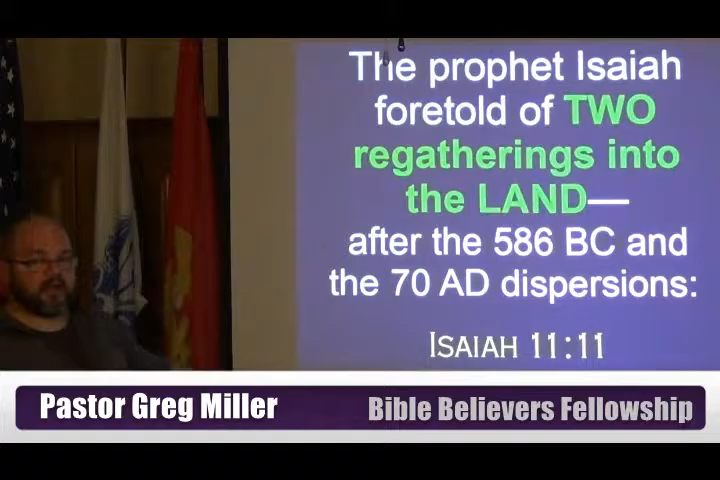 The prophet Isaiah
foretold of TWO
regatherings into
the LAND—
after the 586 BC and
the 70 AD dispersions:
ISAIAH 11:11
Pastor Greg Miller
Bible Believers Fellowship